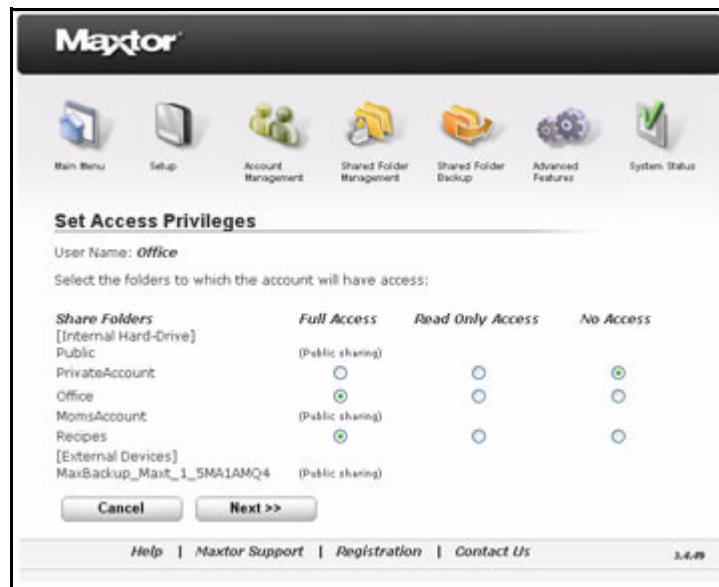 Maxtor
Main Menu
Setup
Account Management
Shared Folder Management
Shared Folder Backup
Advanced Features
System Status
Set Access Privileges
User Name: Office
Select the folders to which the account will have access:
Share Folders Full Access Read Only Access No Access
[Internal Hard-Drive]
Public (Public sharing)
PrivateAccount
Office
MomsAccount (Public sharing)
Recipes
[External Devices]
MaxBackup_Maxt_1_5MA1AMQ4 (Public sharing)
Cancel Next >>
Help | Maxtor Support | Registration | Contact Us